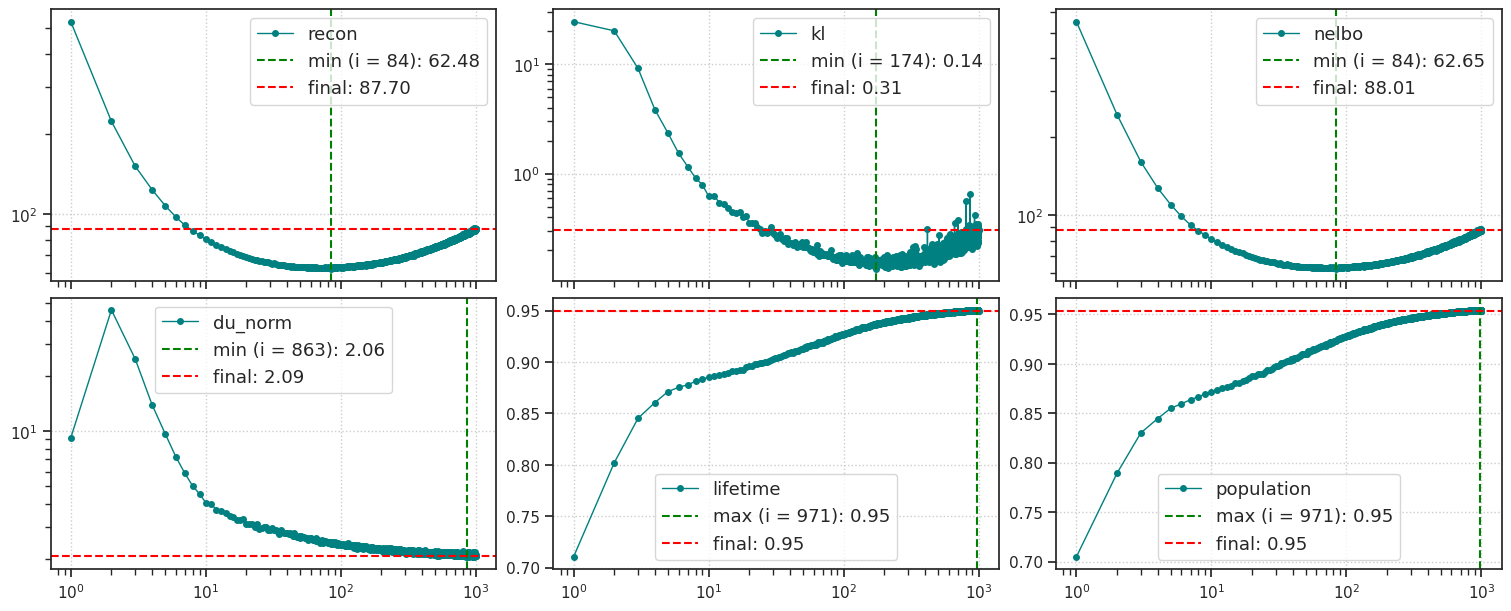 recon
min (i = 84): 62.48
final: 87.70
10²
kl
min (i = 174): 0.14
final: 0.31
10¹
10⁰
nelbo
min (i = 84): 62.65
final: 88.01
10²
du_norm
min (i = 863): 2.06
final: 2.09
10¹
10⁰ 10¹ 10² 10³
lifetime
max (i = 971): 0.95
final: 0.95
0.95
0.90
0.85
0.80
0.75
0.70
10⁰ 10¹ 10² 10³
population
max (i = 971): 0.95
final: 0.95
0.95
0.90
0.85
0.80
0.75
0.70
10⁰ 10¹ 10² 10³